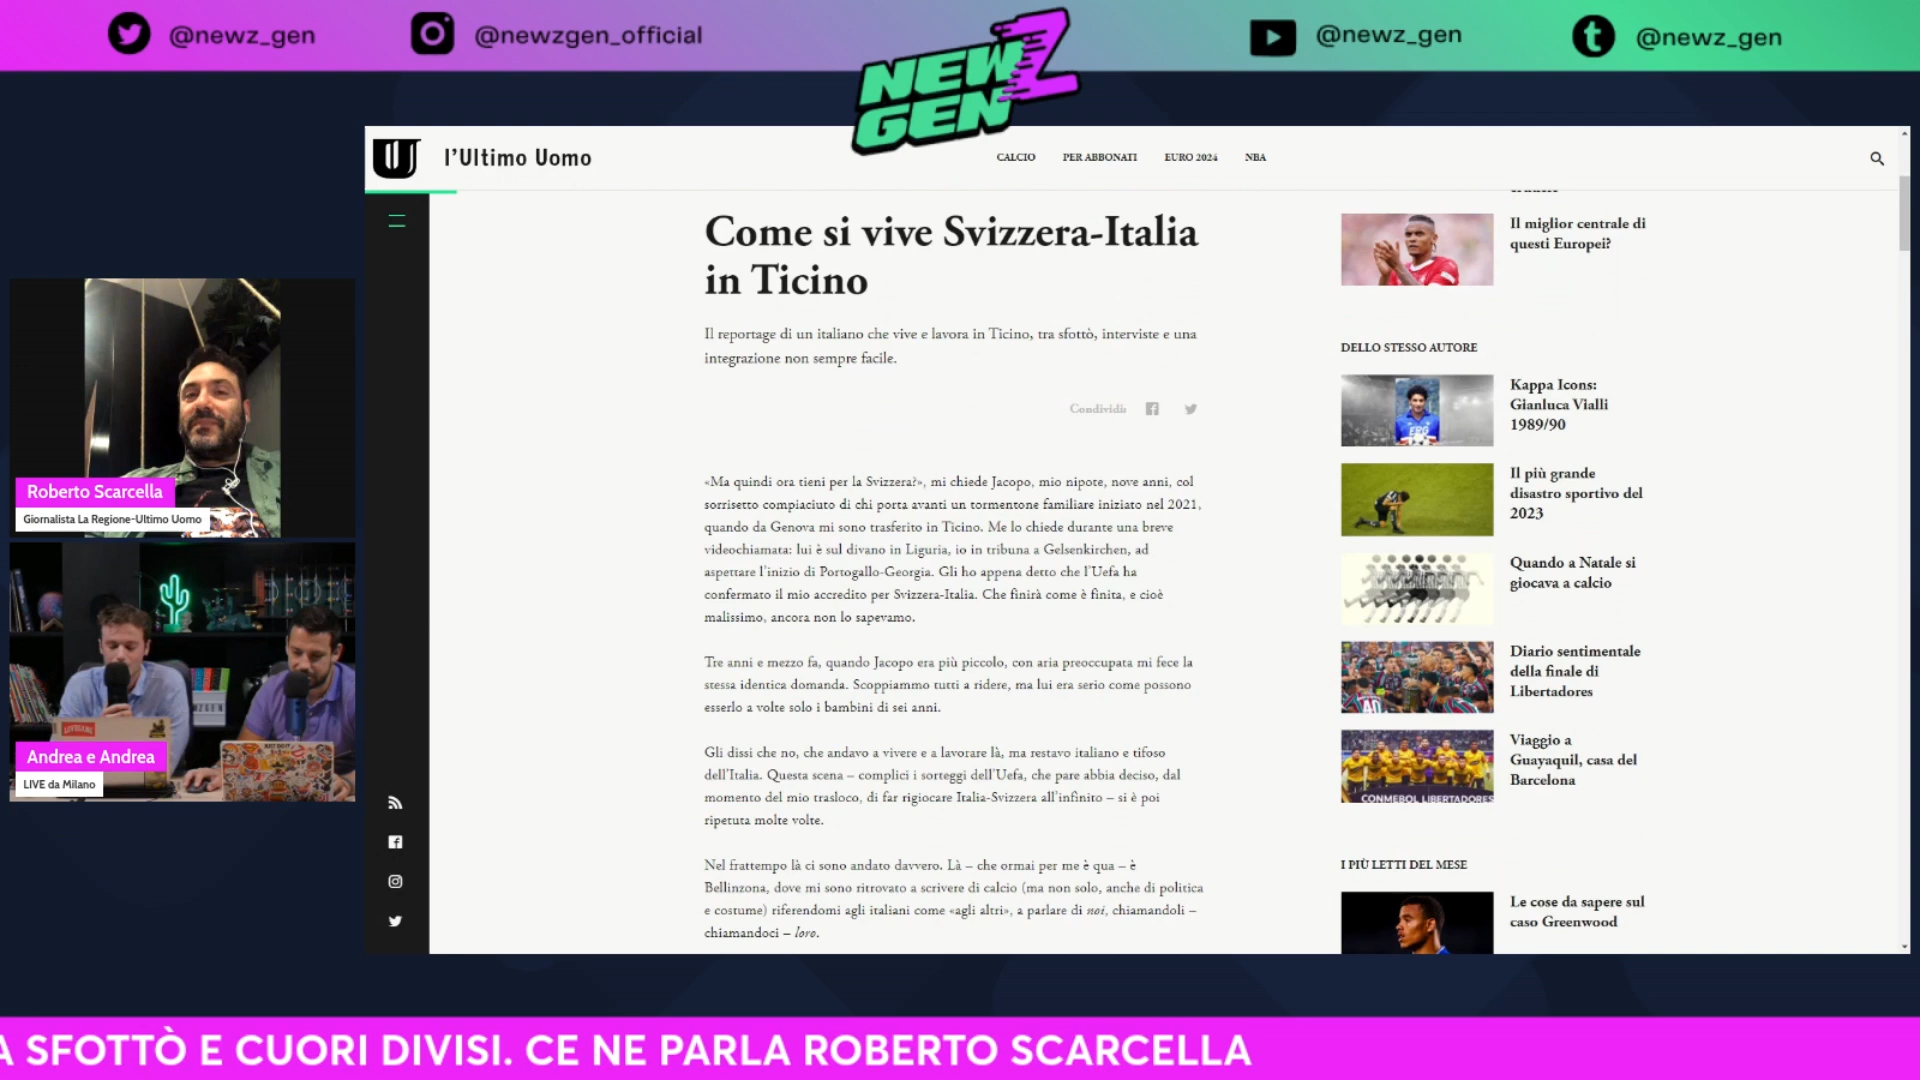 @newz_gen
@newzgen_official
NEW Z
GEN
@newz_gen
@newz_gen
l'Ultimo Uomo
CALCIO
PER ABBONATI
EURO 2024
NBA
Come si vive Svizzera-Italia
in Ticino
Il reportage di un italiano che vive e lavora in Ticino, tra sfottò, interviste e una
integrazione non sempre facile.
Condividi:
«Ma quindi ora tieni per la Svizzera?», mi chiede Jacopo, mio nipote, nove anni, col
sorrisetto compiaciuto di chi porta avanti un tormentone familiare iniziato nel 2021,
quando da Genova mi sono trasferito in Ticino. Me lo chiede durante una breve
videochiamata: lui è sul divano in Liguria, io in tribuna a Gelsenkirchen, ad
aspettare l'inizio di Portogallo-Georgia. Gli ho appena detto che l'Uefa ha
confermato il mio accredito per Svizzera-Italia. Che finirà come è finita, e cioè
malissimo, ancora non lo sapevamo.
Tre anni e mezzo fa, quando Jacopo era più piccolo, con aria preoccupata mi fece la
stessa identica domanda. Scoppiammo tutti a ridere, ma lui era serio come possono
esserlo a volte solo i bambini di sei anni.
Gli dissi che no, che andavo a vivere e a lavorare là, ma restavo italiano e tifoso
dell'Italia. Questa scena – complici i sorteggi dell'Uefa, che pare abbia deciso, dal
momento del mio trasloco, di far rigiocare Italia-Svizzera all'infinito – si è poi
ripetuta molte volte.
Nel frattempo là ci sono andato davvero. Là – che ormai per me è qua – è
Bellinzona, dove mi sono ritrovato a scrivere di calcio (ma non solo, anche di politica
e costume) riferendomi agli italiani come «agli altri», a parlare di noi, chiamandoli –
chiamandoci – loro.
Il miglior centrale di
questi Europei?
DELLO STESSO AUTORE
ERG
Kappa Icons:
Gianluca Vialli
1989/90
Il più grande
disastro sportivo del
2023
Quando a Natale si
giocava a calcio
Diario sentimentale
della finale di
Libertadores
Viaggio a
Guayaquil, casa del
Barcelona
CONMEBOL LIBERTADORES
I PIÙ LETTI DEL MESE
Le cose da sapere sul
caso Greenwood
Roberto Scarcella
Giornalista La Regione-Ultimo Uomo
Andrea e Andrea
LIVE da Milano
A SFOTTÒ E CUORI DIVISI. CE NE PARLA ROBERTO SCARCELLA